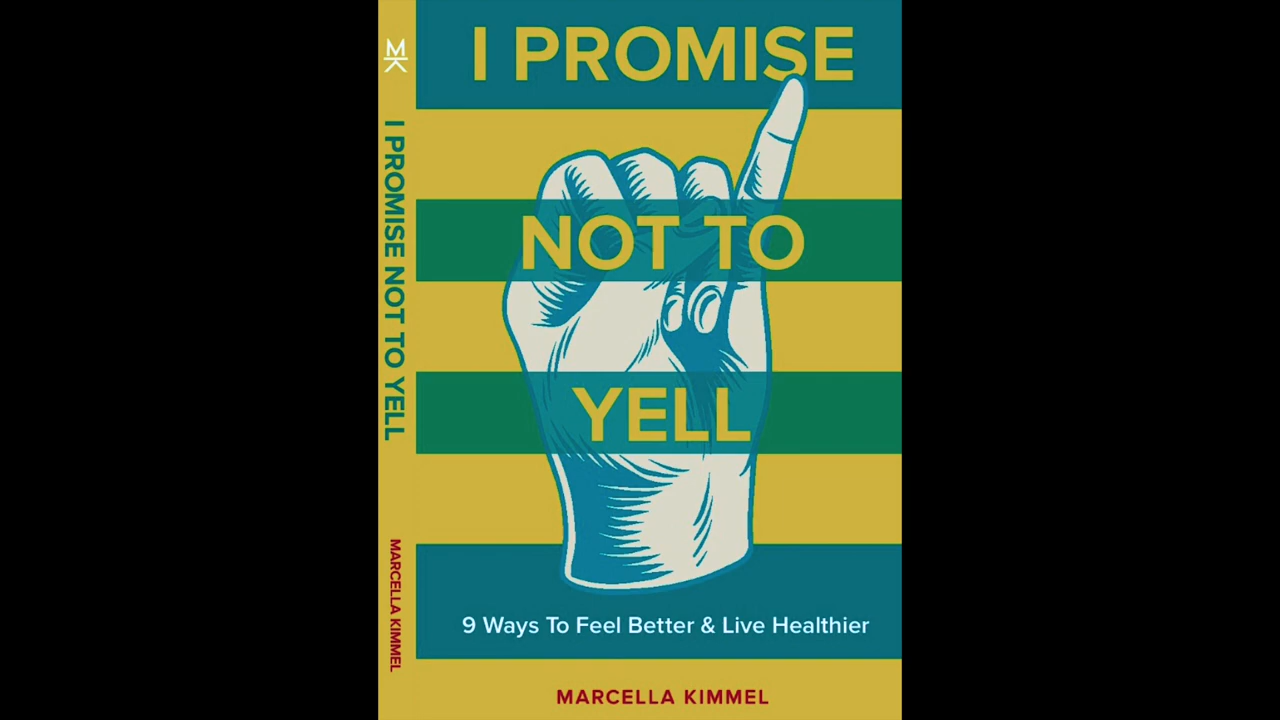 I PROMISE
NOT TO
YELL
9 Ways To Feel Better & Live Healthier
MARCELLA KIMMEL
MK
I PROMISE NOT TO YELL
MARCELLA KIMMEL